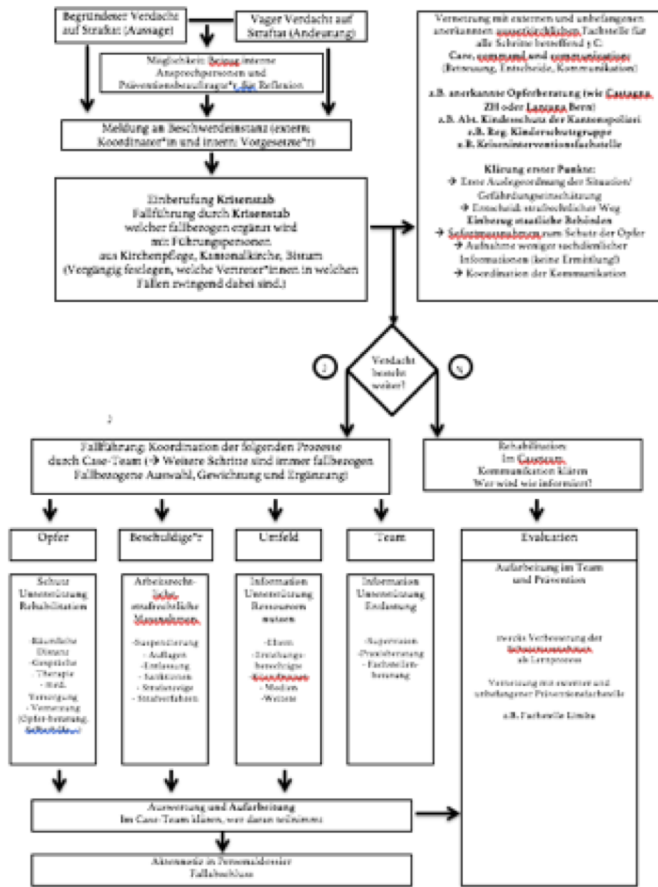 Begründeter Verdacht
auf Straftat (Aussage)
Vager Verdacht auf
Straftat (Andeutung)
Möglichkeit: Beizug interne
Ansprechpersonen und
Präventionsbeauftragte*r für Reflexion
Meldung an Beschwerdeinstanz (extern:
Koordinator*in und intern: Vorgesetzte*r)
Einberufung Krisenstab
Fallführung durch Krisenstab
welcher fallbezogen ergänzt wird
mit Führungspersonen
aus Kirchenpflege, Kantonalkirche, Bistum
(Vorgängig festlegen, welche Vertreter*innen in welchen
Fällen zwingend dabei sind.)
Vernetzung mit externen und unbefangenen
anerkannten ausserkirchlichen Fachstelle für
alle Schritte betreffend 3 C.
Care, command und communication:
(Betreuung, Entscheide, Kommunikation)
z.B. anerkannte Opferberatung (wie Castagna
ZH oder Lantana Bern)
z.B. Abt. Kindesschutz der Kantonspolizei
z.B. Reg. Kinderschutzgruppe
z.B. Kriseninterventionsfachstelle
Klärung erster Punkte:
→ Erste Auslegeordnung der Situation/
Gefährdungseinschätzung
→ Entscheid: strafrechtlicher Weg
Einbezug staatliche Behörden
→ Sofortmassnahmen zum Schutz der Opfer
→ Aufnahme weniger sachdienlicher
Informationen (keine Ermittlung!)
→ Koordination der Kommunikation
Verdacht
besteht
weiter?
J
N
Fallführung: Koordination der folgenden Prozesse
durch Case-Team (→ Weitere Schritte sind immer fallbezogen
Fallbezogene Auswahl, Gewichtung und Ergänzung)
Rehabilitation
Im Caseteam
Kommunikation klären
Wer wird wie informiert?
Opfer
Beschuldige*r
Umfeld
Team
Evaluation
Schutz
Unterstützung
Rehabilitation
-Räumliche
Distanz
-Gespräche
- Therapie
- med.
Versorgung
- Vernetzung
(Opfer-beratung,
Arbeitsrecht-
liche,
strafrechtliche
Massnahmen
-Suspendierung
- Auflagen
- Entlassung
- Sanktionen
- Strafanzeige
- Strafverfahren
Information
Unterstützung
Ressourcen
nutzen
-Eltern
- Erziehungs-
berechtigte
- Medien
- Weitere
Information
Unterstützung
Entlastung
-Supervision
-Praxisberatung
- Fachstellen-
beratung
Aufarbeitung im Team
und Prävention
zwecks Verbesserung der
als Lernprozess
Vernetzung mit externer und
unbefangener Präventionsfachstelle
z.B. Fachstelle Limita
Auswertung und Aufarbeitung
Im Case-Team klären, wer daran teilnimmt
Aktennotiz in Personaldossier
Fallabschluss